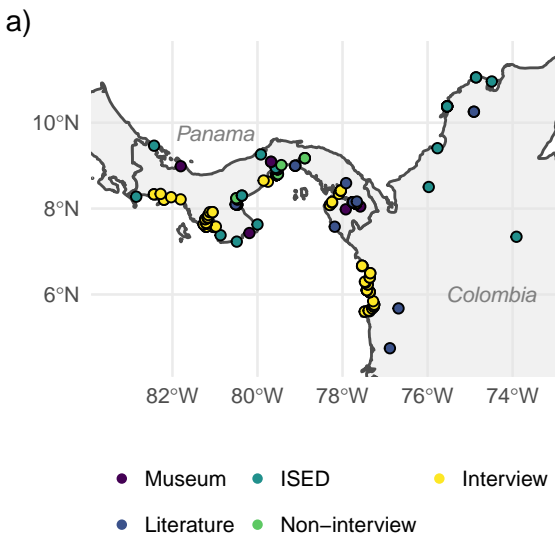 a)
Panama
10°N
8°N
6°N
Colombia
82°W 80°W 78°W 76°W 74°W
Museum ISED Interview
Literature Non−interview